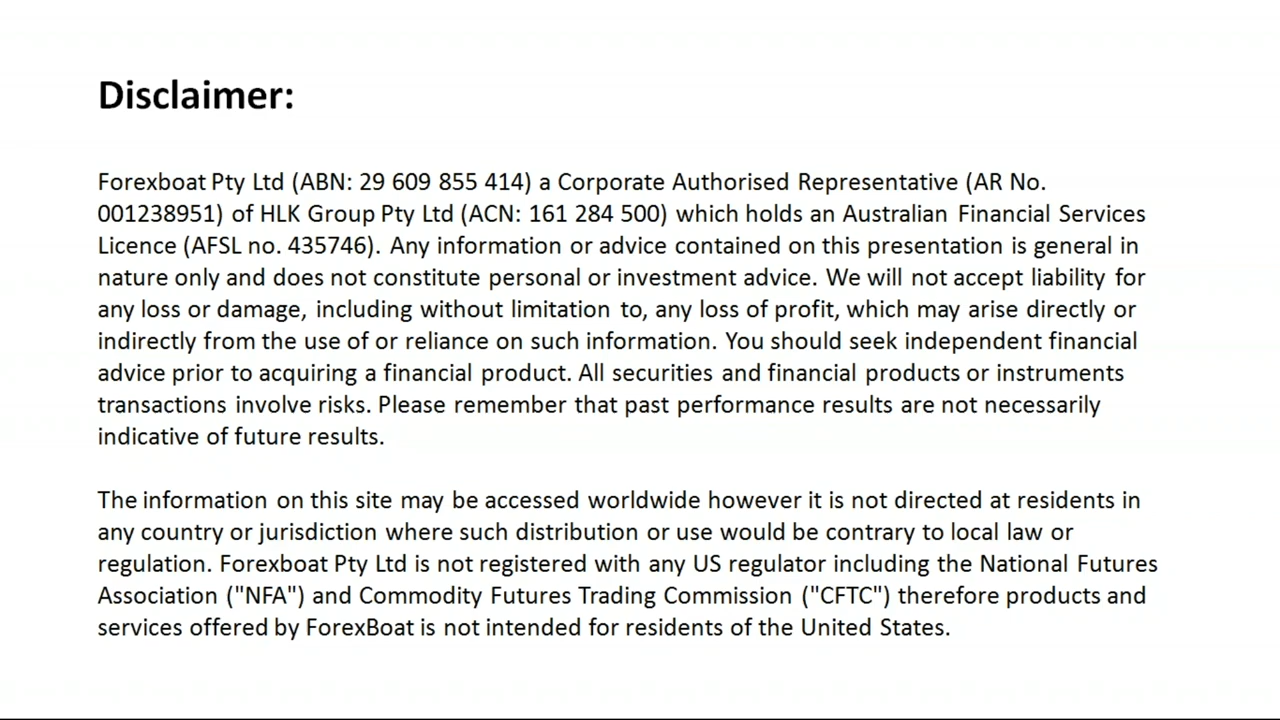 Disclaimer:
Forexboat Pty Ltd (ABN: 29 609 855 414) a Corporate Authorised Representative (AR No.
001238951) of HLK Group Pty Ltd (ACN: 161 284 500) which holds an Australian Financial Services
Licence (AFSL no. 435746). Any information or advice contained on this presentation is general in
nature only and does not constitute personal or investment advice. We will not accept liability for
any loss or damage, including without limitation to, any loss of profit, which may arise directly or
indirectly from the use of or reliance on such information. You should seek independent financial
advice prior to acquiring a financial product. All securities and financial products or instruments
transactions involve risks. Please remember that past performance results are not necessarily
indicative of future results.
The information on this site may be accessed worldwide however it is not directed at residents in
any country or jurisdiction where such distribution or use would be contrary to local law or
regulation. Forexboat Pty Ltd is not registered with any US regulator including the National Futures
Association ("NFA") and Commodity Futures Trading Commission ("CFTC") therefore products and
services offered by ForexBoat is not intended for residents of the United States.